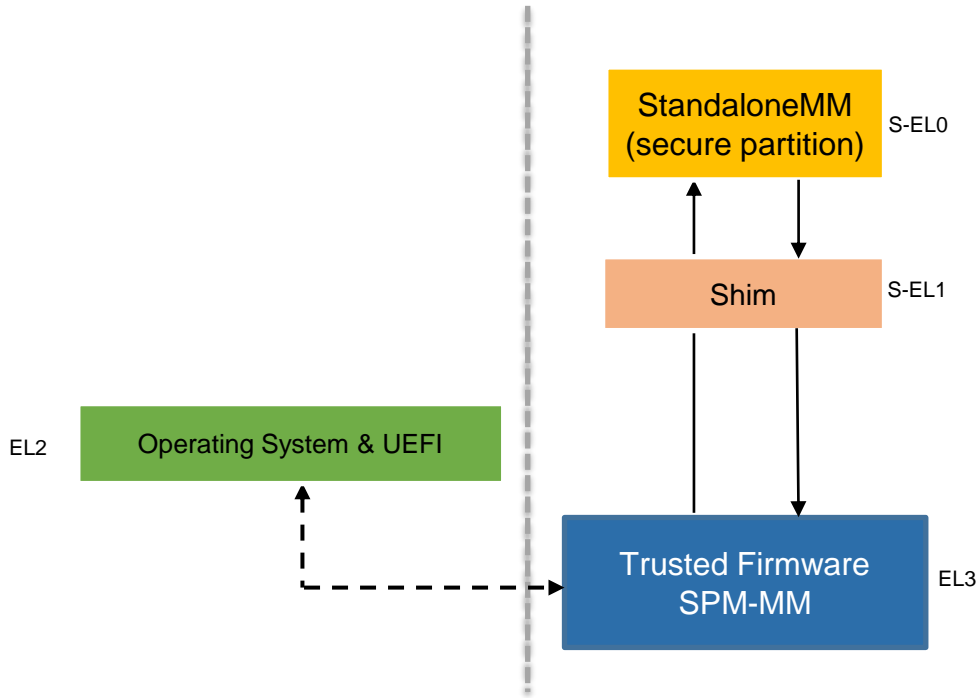 StandaloneMM
(secure partition)
S-EL0
Shim
S-EL1
EL2
Operating System & UEFI
Trusted Firmware
SPM-MM
EL3